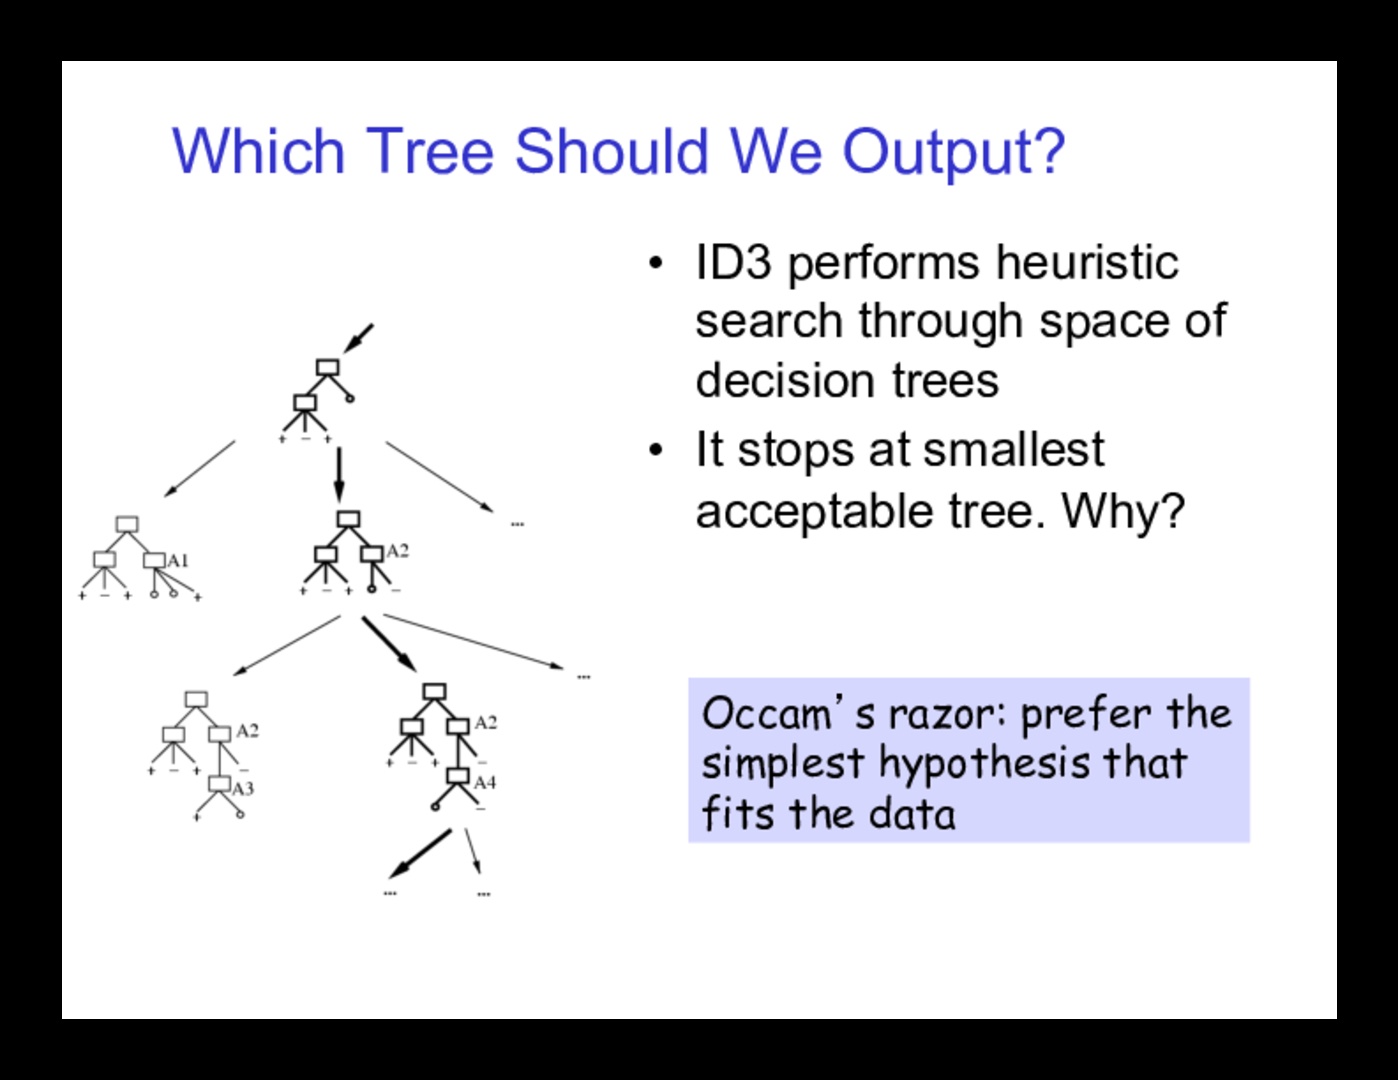 Which Tree Should We Output?
• ID3 performs heuristic
search through space of
decision trees
• It stops at smallest
acceptable tree. Why?
+ – +
...
A1
+ – + +
A2
+ – + –
...
A2
+ – + –
A3
+
A2
+ – + –
A4
–
... ...
Occam's razor: prefer the
simplest hypothesis that
fits the data